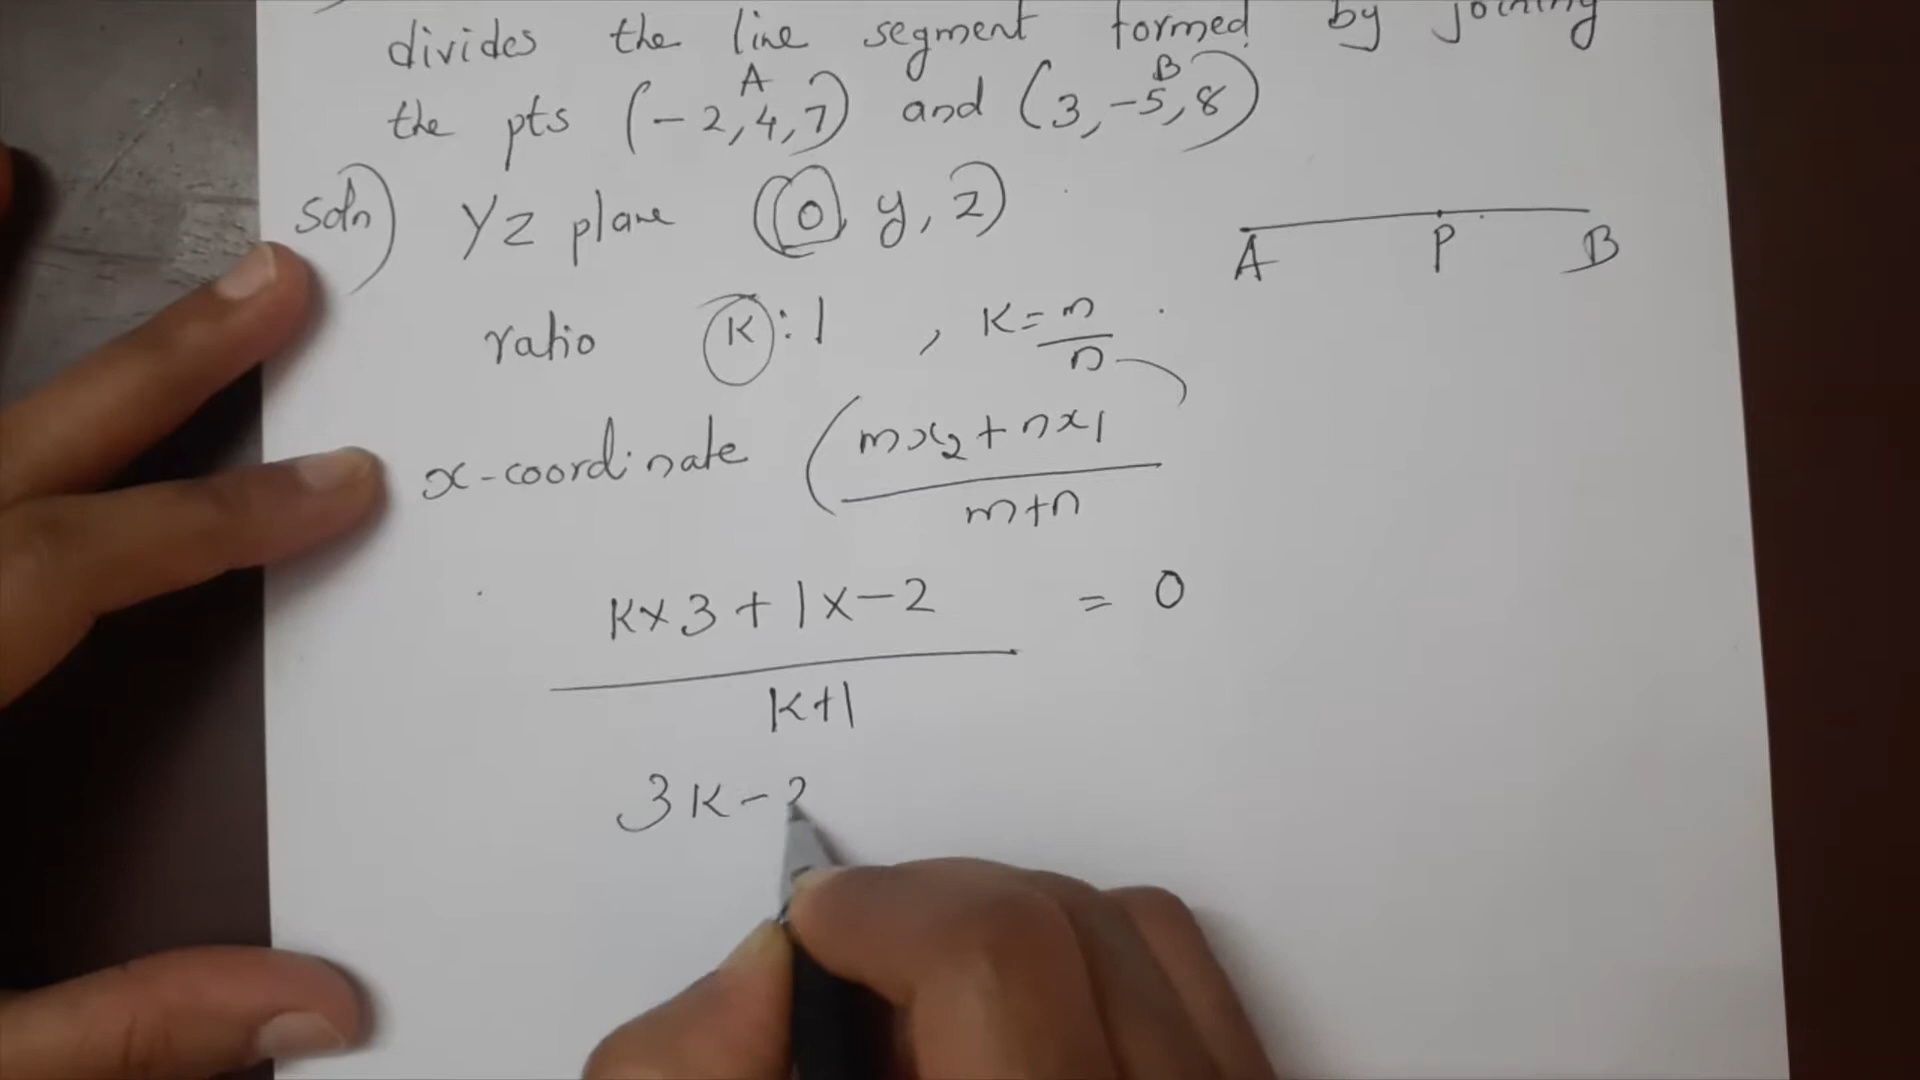 divides the line segment formed by joining
A B
the pts (-2,4,7) and (3,-5,8)
soln) YZ plane (0, y, z)
A P B
ratio K:1 , K=m/n
x-coordinate (mx₂+nx₁
m+n
K×3+1×-2 = 0
K+1
3K-2